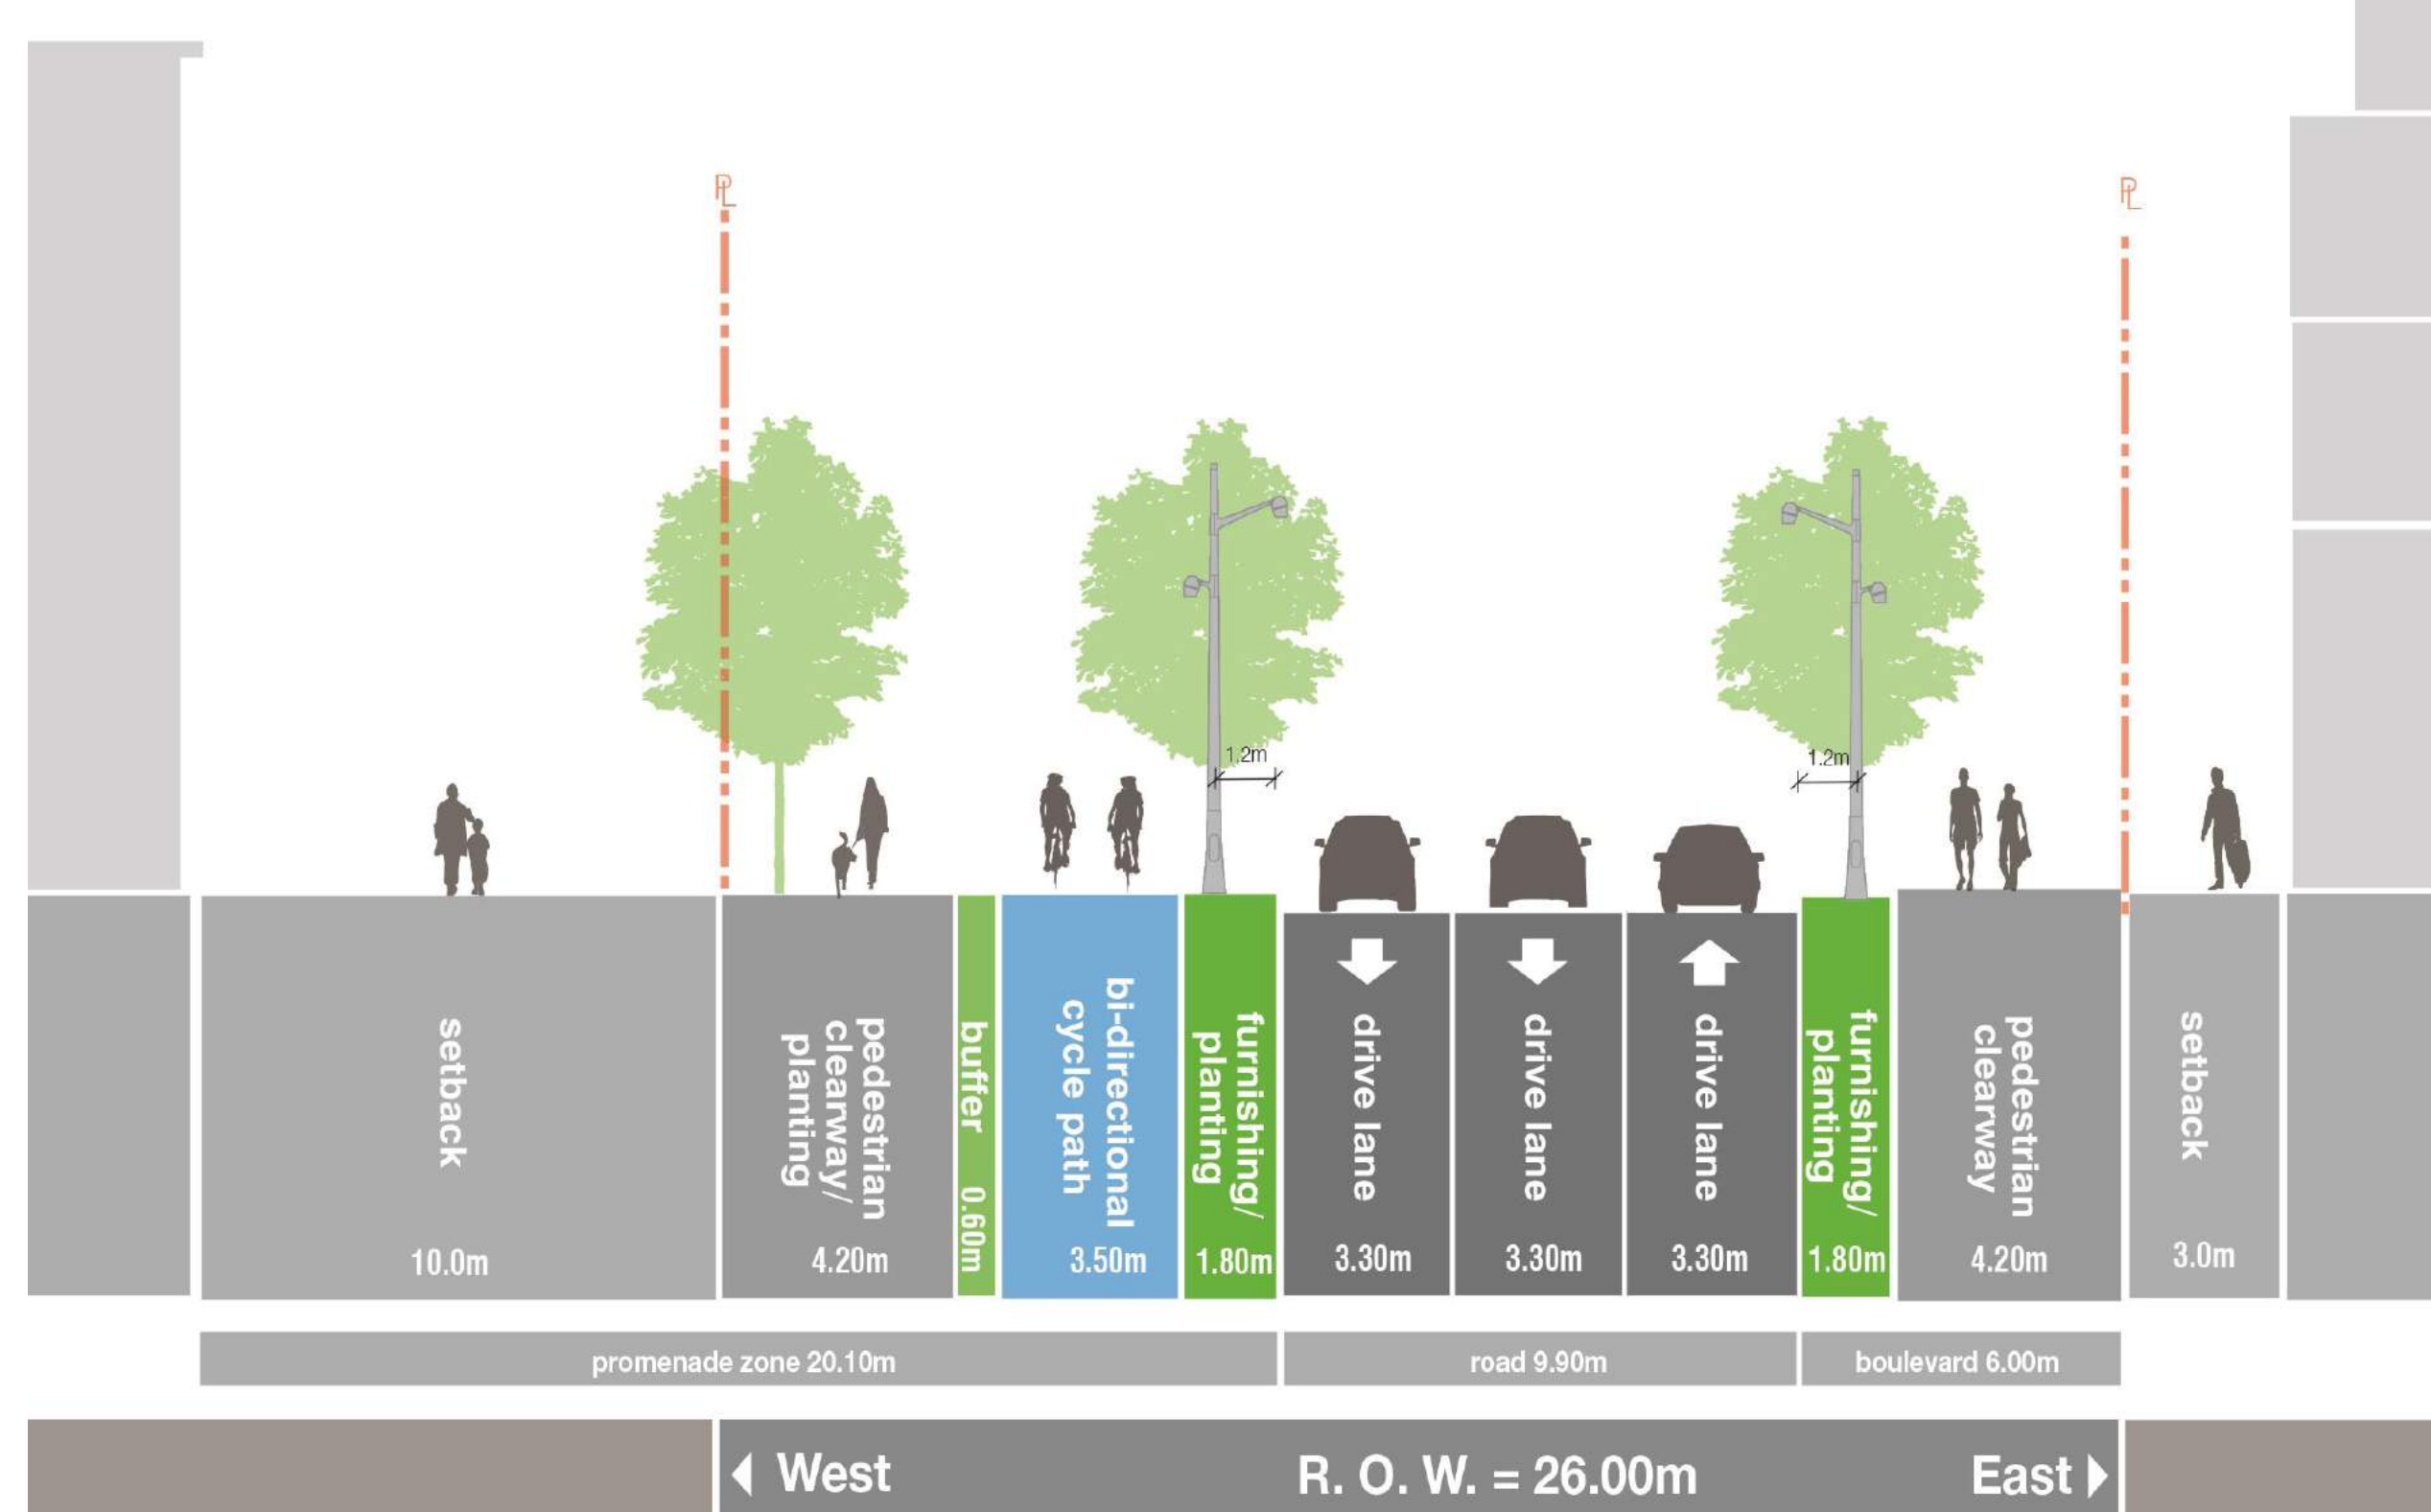 PL
PL
1.2m
1.2m
setback
10.0m
pedestrian
clearway/
planting
4.20m
buffer 0.60m
bi-directional
cycle path
3.50m
furnishing/
planting
1.80m
drive lane
3.30m
drive lane
3.30m
drive lane
3.30m
furnishing/
planting
1.80m
pedestrian
clearway
4.20m
setback
3.0m
promenade zone 20.10m
road 9.90m
boulevard 6.00m
West
R. O. W. = 26.00m
East